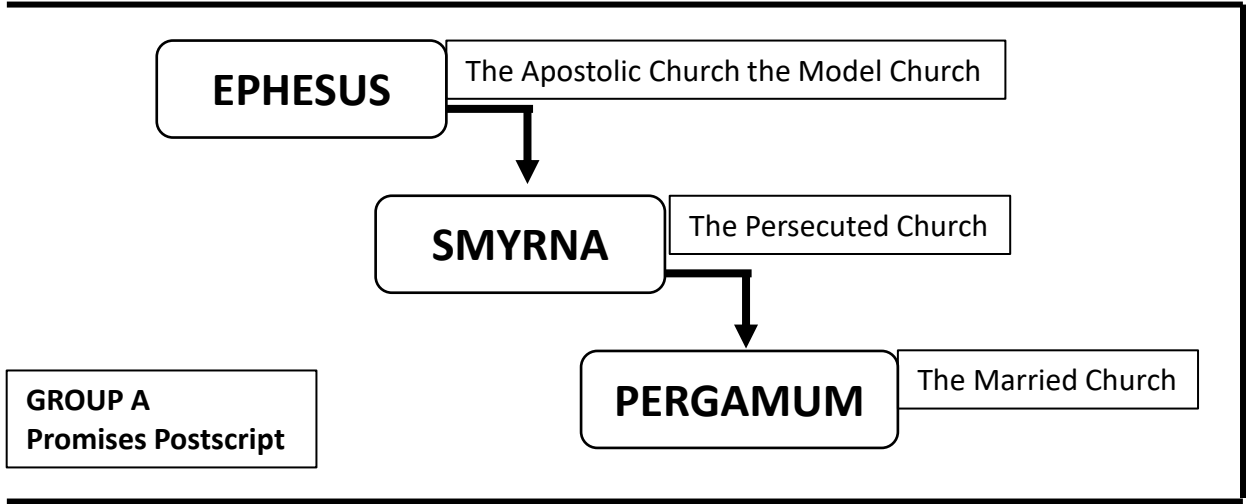 EPHESUS
The Apostolic Church the Model Church
SMYRNA
The Persecuted Church
PERGAMUM
The Married Church
GROUP A
Promises Postscript